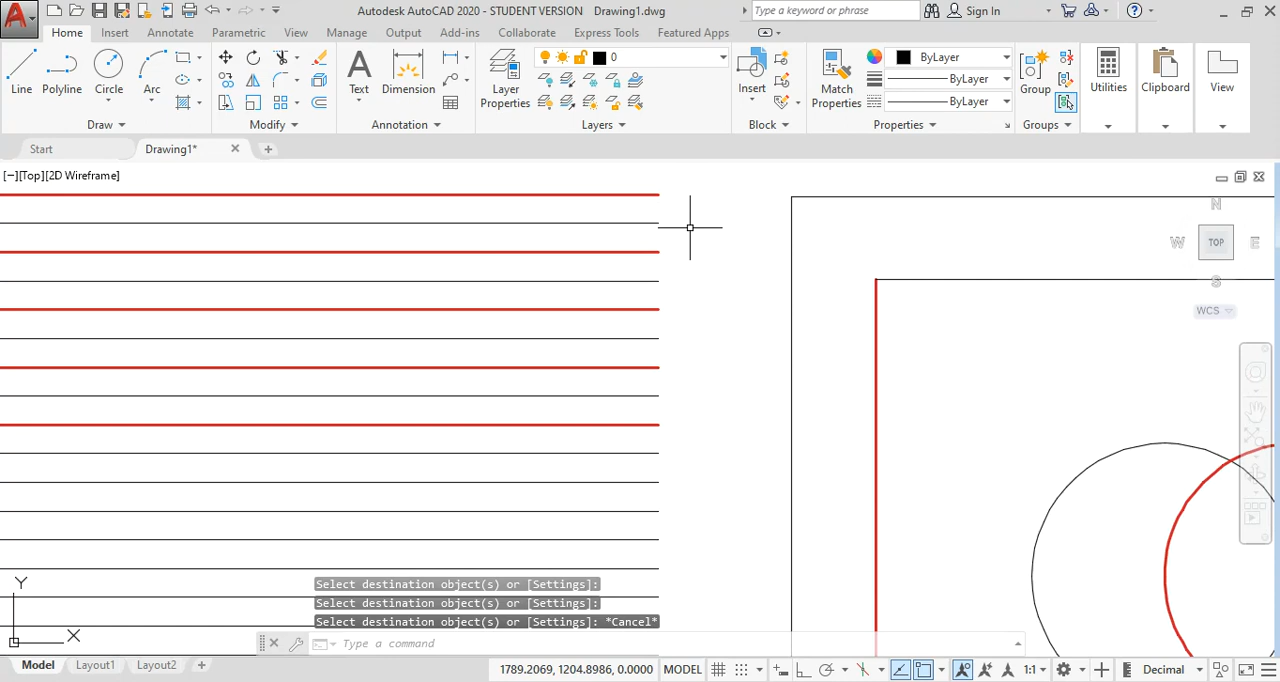 Autodesk AutoCAD 2020 - STUDENT VERSION Drawing1.dwg
Type a keyword or phrase
Sign In
Home Insert Annotate Parametric View Manage Output Add-ins Collaborate Express Tools Featured Apps
0
ByLayer
ByLayer
ByLayer
Line Polyline Circle Arc Text Dimension Layer Properties Insert Match Properties Group Utilities Clipboard View
Draw Modify Annotation Layers Block Properties Groups
Start Drawing1*
[−][Top][2D Wireframe]
N
W TOP E
S
WCS
Y
X
Select destination object(s) or [Settings]:
Select destination object(s) or [Settings]:
Select destination object(s) or [Settings]: *Cancel*
Type a command
Model Layout1 Layout2
1789.2069, 1204.8986, 0.0000 MODEL 1:1 Decimal